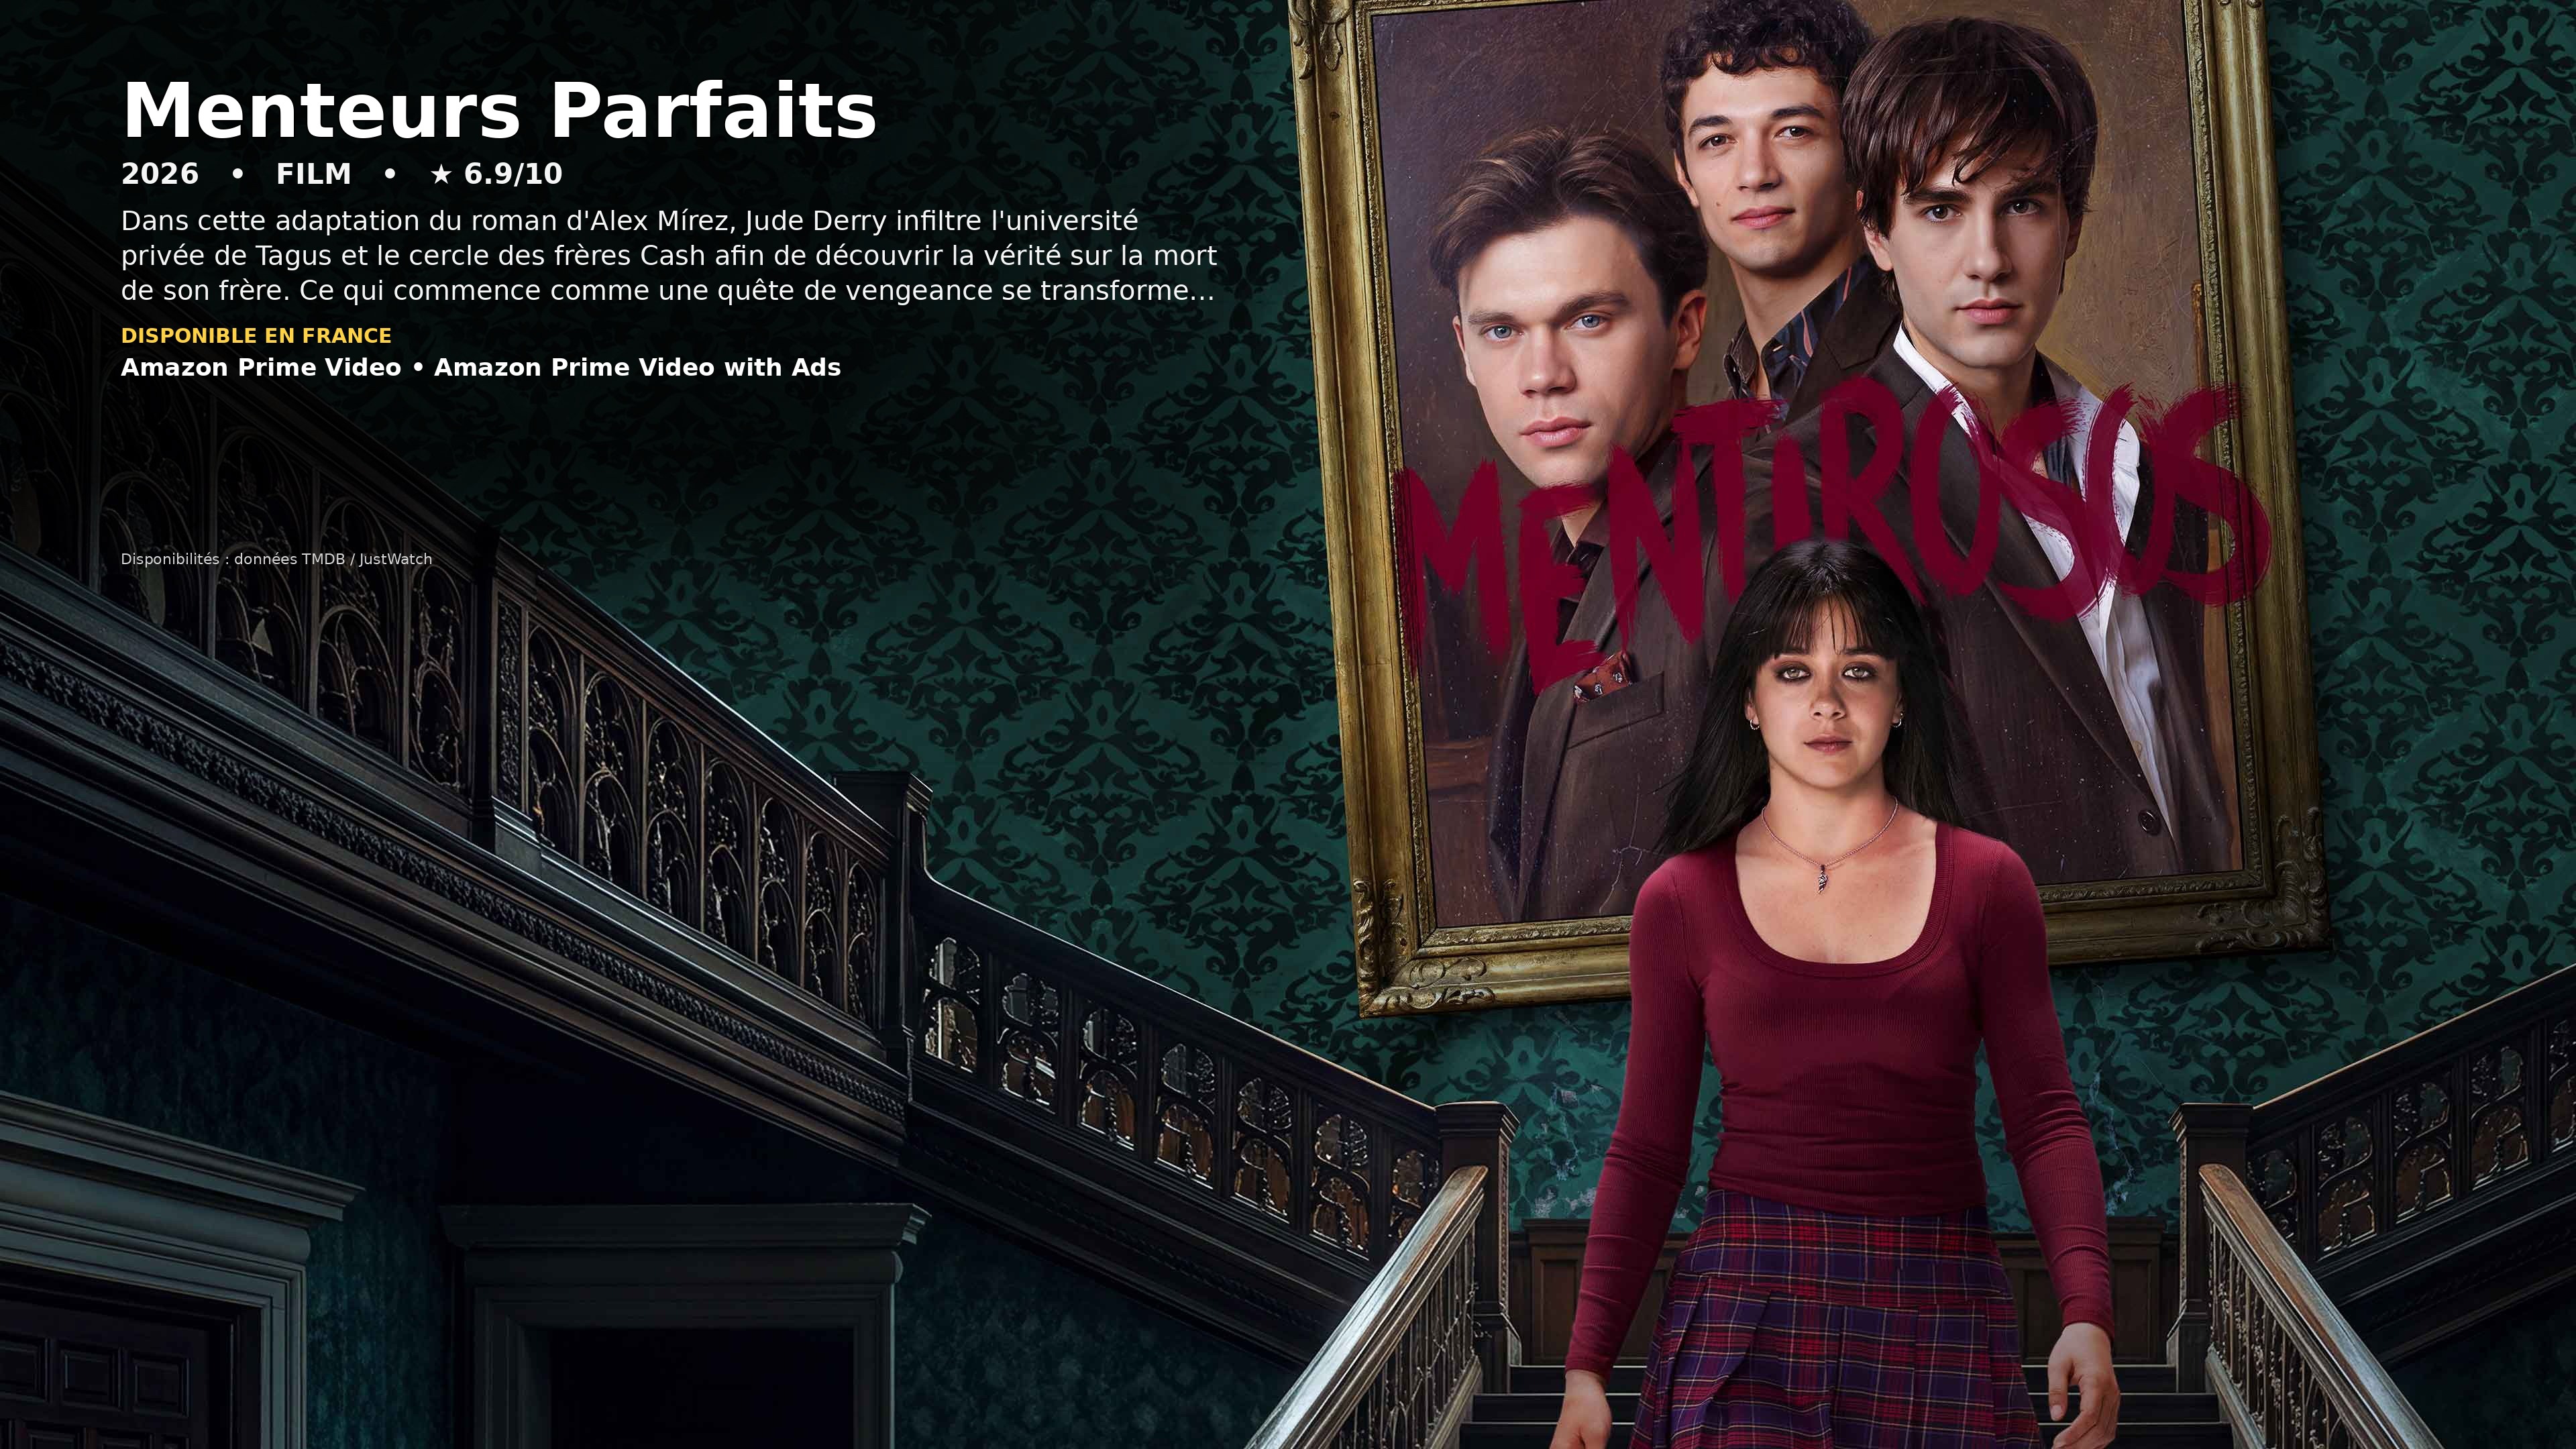 Menteurs Parfaits
2026 • FILM • ★ 6.9/10
Dans cette adaptation du roman d'Alex Mírez, Jude Derry infiltre l'université
privée de Tagus et le cercle des frères Cash afin de découvrir la vérité sur la mort
de son frère. Ce qui commence comme une quête de vengeance se transforme…
DISPONIBLE EN FRANCE
Amazon Prime Video • Amazon Prime Video with Ads
Disponibilités : données TMDB / JustWatch
MENTIROSOS